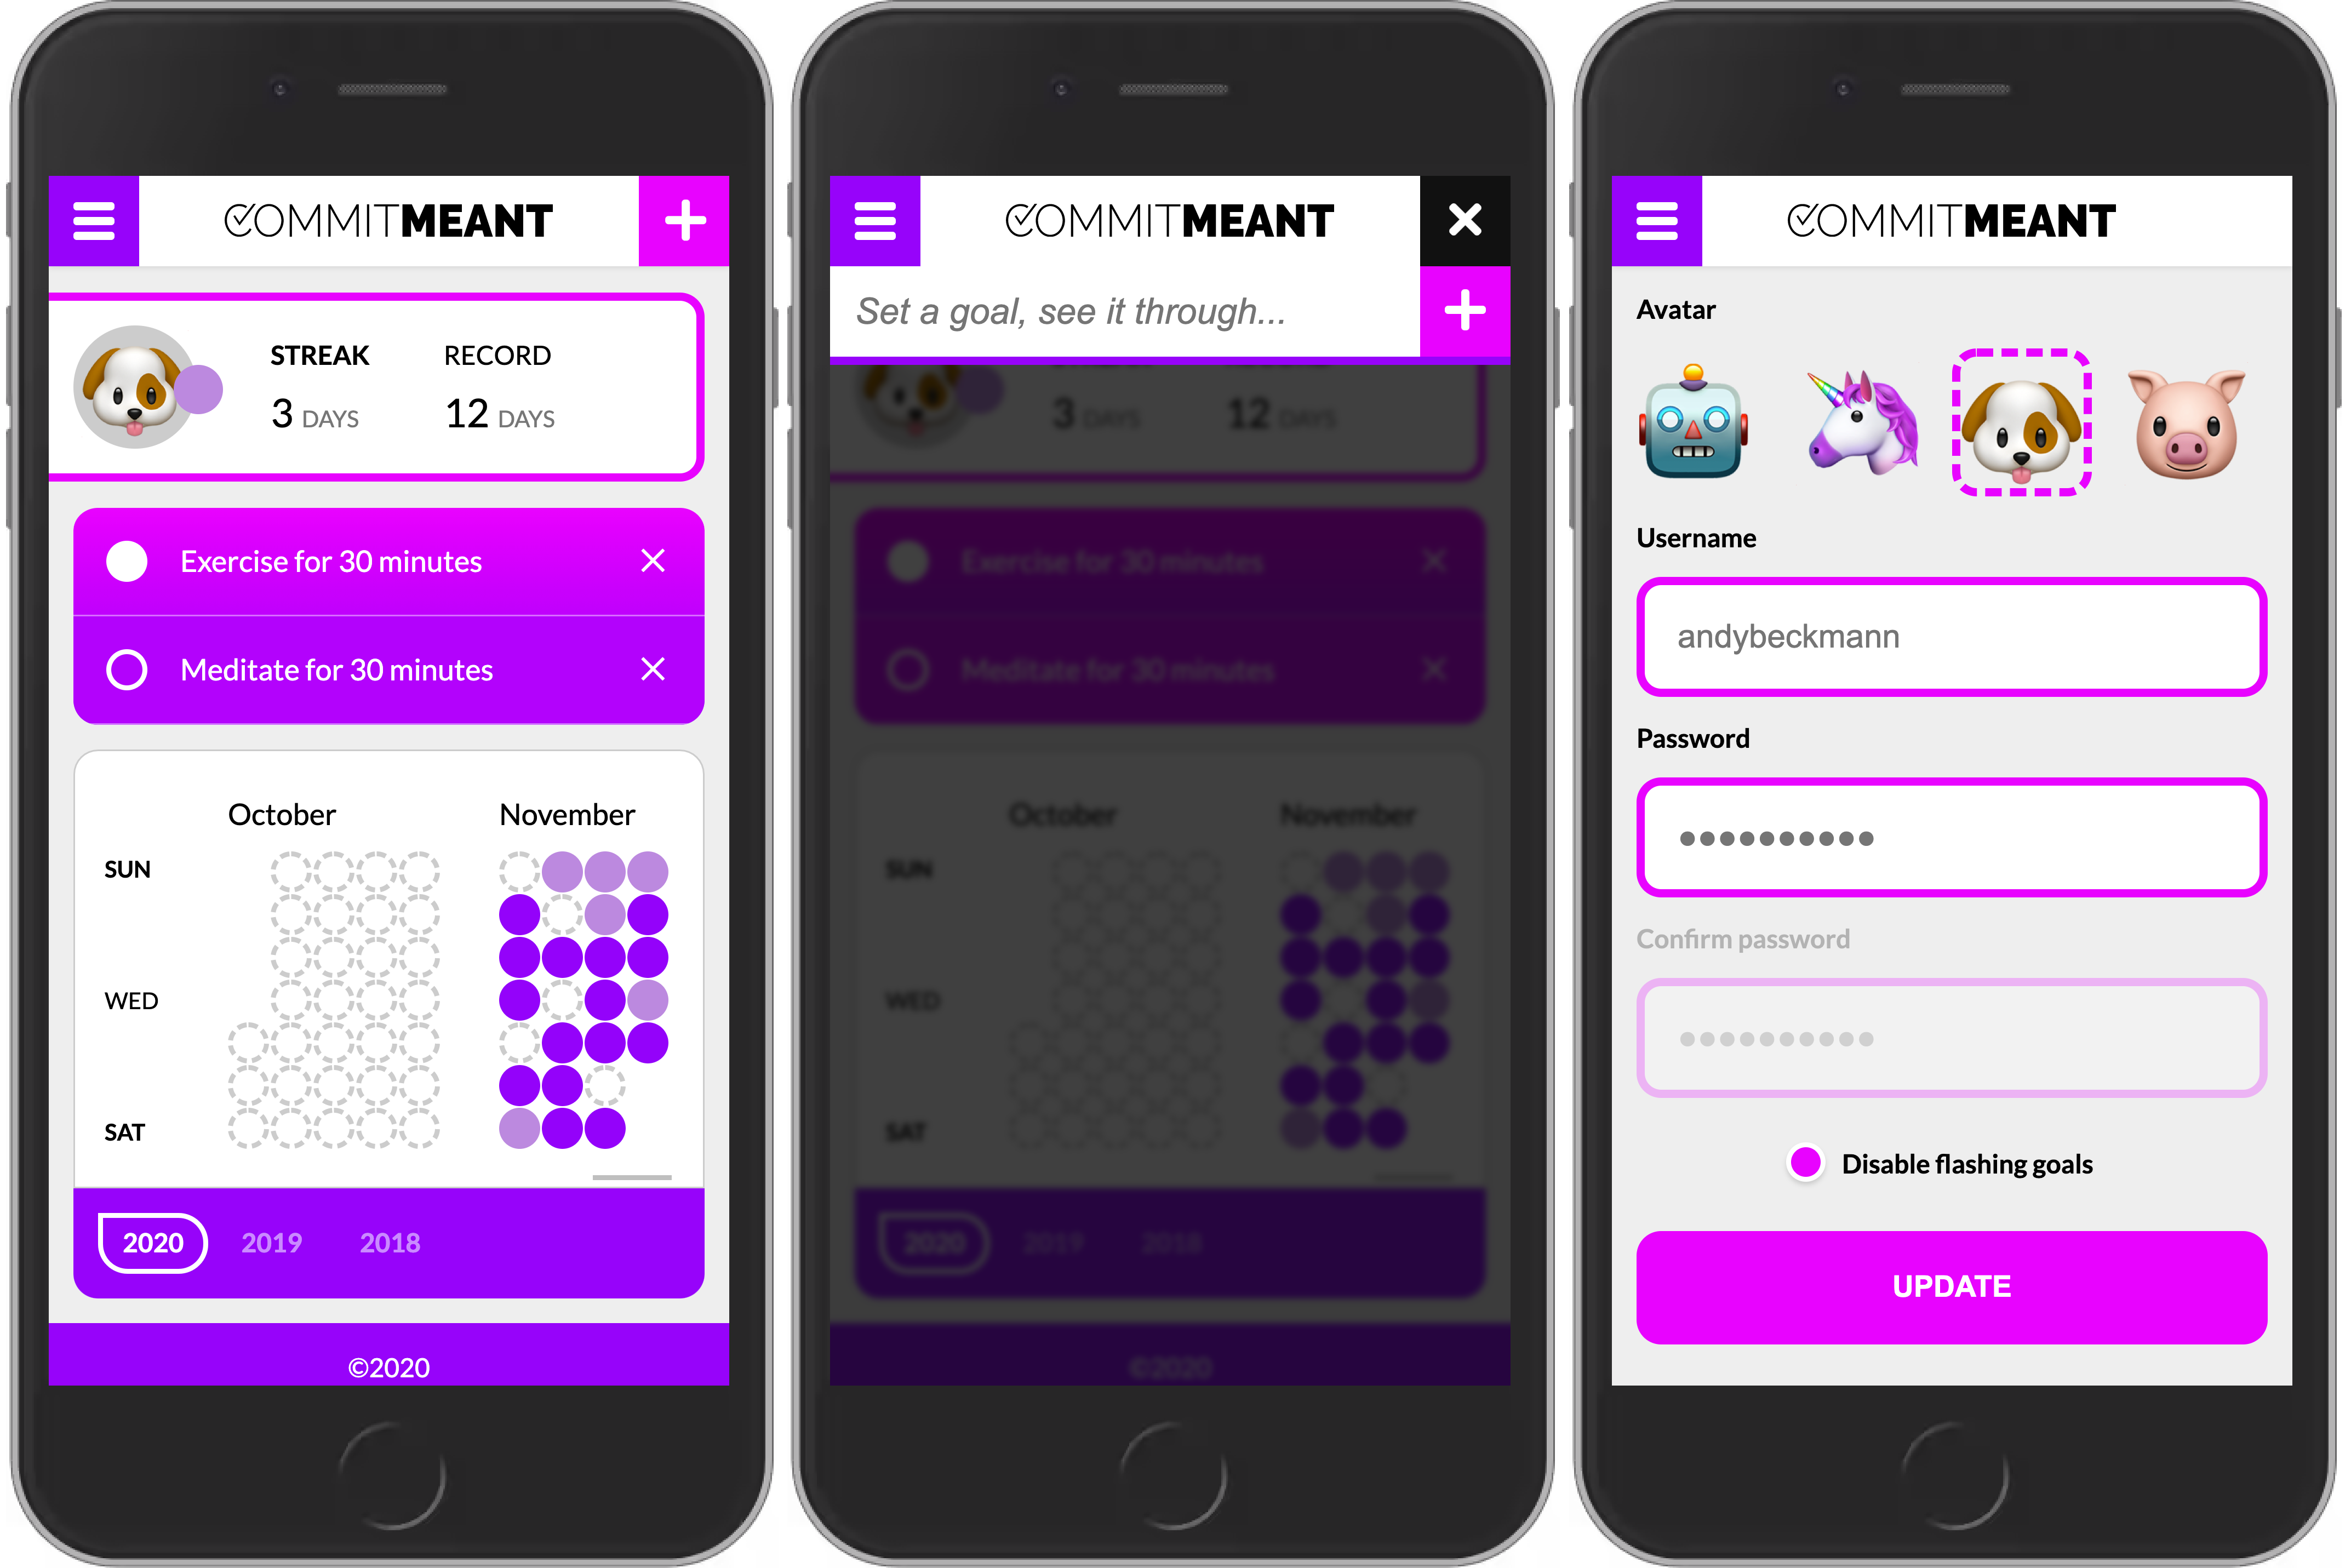 COMMITMEANT
STREAK RECORD
3 DAYS 12 DAYS
Exercise for 30 minutes
Meditate for 30 minutes
October November
SUN
WED
SAT
2020 2019 2018
©2020
COMMITMEANT
Set a goal, see it through...
3 DAYS 12 DAYS
Exercise for 30 minutes
Meditate for 30 minutes
October November
SUN
WED
SAT
2020 2019 2018
©2020
COMMITMEANT
Avatar
Username
andybeckmann
Password
Confirm password
Disable flashing goals
UPDATE